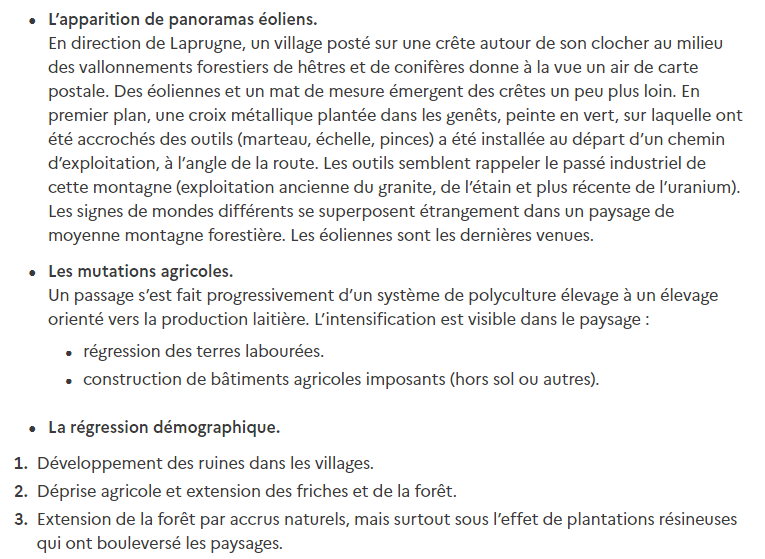 • L’apparition de panoramas éoliens.
En direction de Laprugne, un village posté sur une crête autour de son clocher au milieu
des vallonnements forestiers de hêtres et de conifères donne à la vue un air de carte
postale. Des éoliennes et un mat de mesure émergent des crêtes un peu plus loin. En
premier plan, une croix métallique plantée dans les genêts, peinte en vert, sur laquelle ont
été accrochés des outils (marteau, échelle, pinces) a été installée au départ d’un chemin
d’exploitation, à l’angle de la route. Les outils semblent rappeler le passé industriel de
cette montagne (exploitation ancienne du granite, de l’étain et plus récente de l’uranium).
Les signes de mondes différents se superposent étrangement dans un paysage de
moyenne montagne forestière. Les éoliennes sont les dernières venues.
• Les mutations agricoles.
Un passage s’est fait progressivement d’un système de polyculture élevage à un élevage
orienté vers la production laitière. L’intensification est visible dans le paysage :
• régression des terres labourées.
• construction de bâtiments agricoles imposants (hors sol ou autres).
• La régression démographique.
1. Développement des ruines dans les villages.
2. Déprise agricole et extension des friches et de la forêt.
3. Extension de la forêt par accrus naturels, mais surtout sous l’effet de plantations résineuses
qui ont bouleversé les paysages.